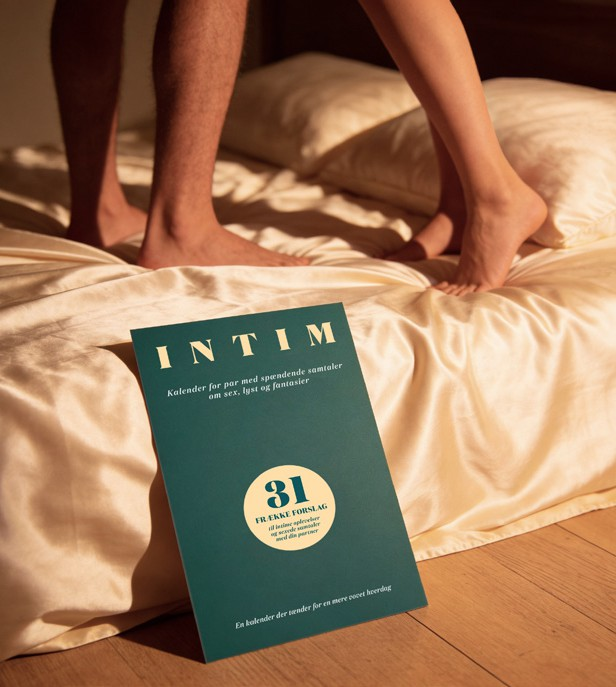 INTIM
Kalender for par med spændende samtaler
om sex, lyst og fantasier
31
FRÆKKE FORSLAG
til intime oplevelser
og sexede samtaler
med din partner
En kalender der tænder for en mere vovet hverdag